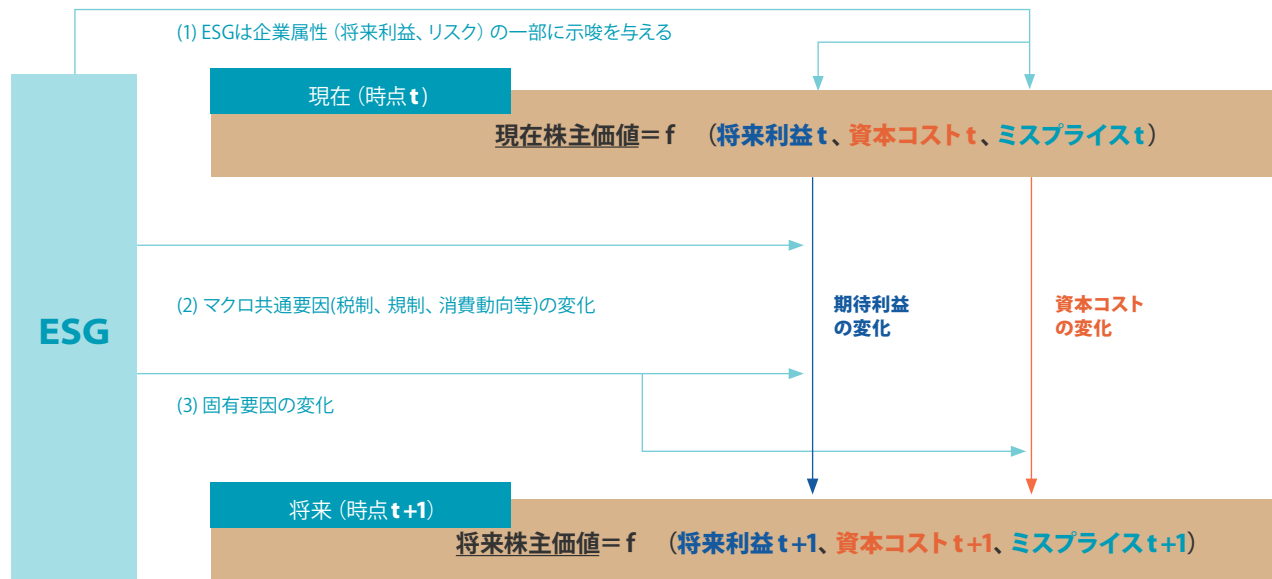 (1) ESGは企業属性（将来利益、リスク）の一部に示唆を与える
現在（時点t）
現在株主価値＝f （将来利益t、資本コストt、ミスプライスt）
ESG
(2) マクロ共通要因(税制、規制、消費動向等)の変化
期待利益
の変化
資本コスト
の変化
(3) 固有要因の変化
将来（時点t+1）
将来株主価値＝f （将来利益t+1、資本コストt+1、ミスプライスt+1）